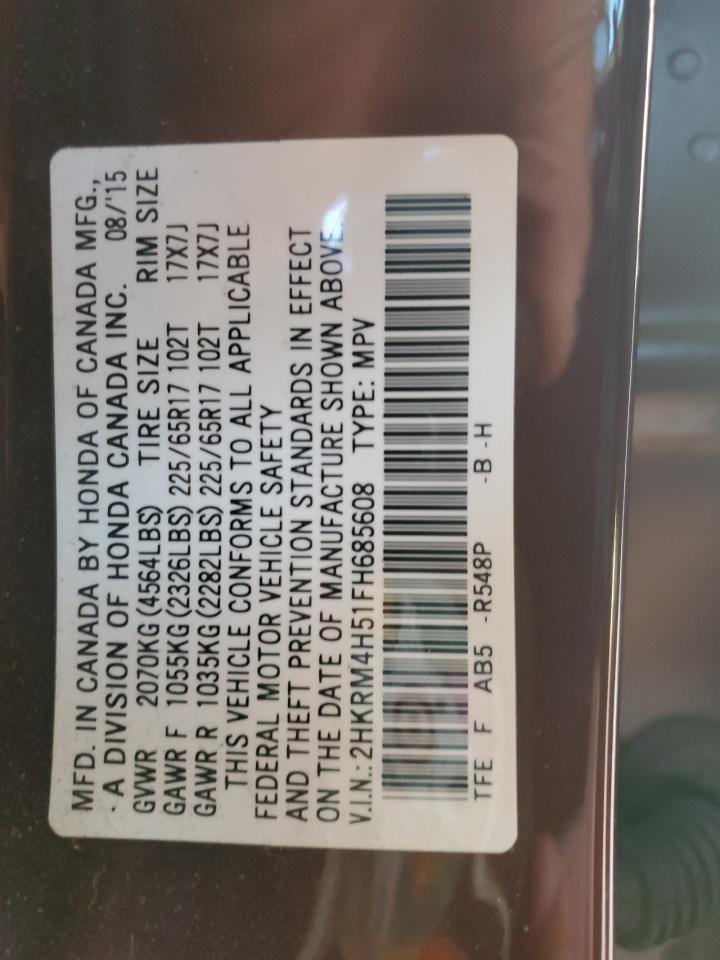 MFD. IN CANADA BY HONDA OF CANADA MFG.,
· A DIVISION OF HONDA CANADA INC. 08/'15
GVWR 2070KG (4564LBS) TIRE SIZE RIM SIZE
GAWR F 1055KG (2326LBS) 225/65R17 102T 17X7J
GAWR R 1035KG (2282LBS) 225/65R17 102T 17X7J
THIS VEHICLE CONFORMS TO ALL APPLICABLE
FEDERAL MOTOR VEHICLE SAFETY
AND THEFT PREVENTION STANDARDS IN EFFECT
ON THE DATE OF MANUFACTURE SHOWN ABOVE.
V.I.N.: 2HKRM4H51FH685608 TYPE: MPV
TFE F AB5 -R548P -B -H